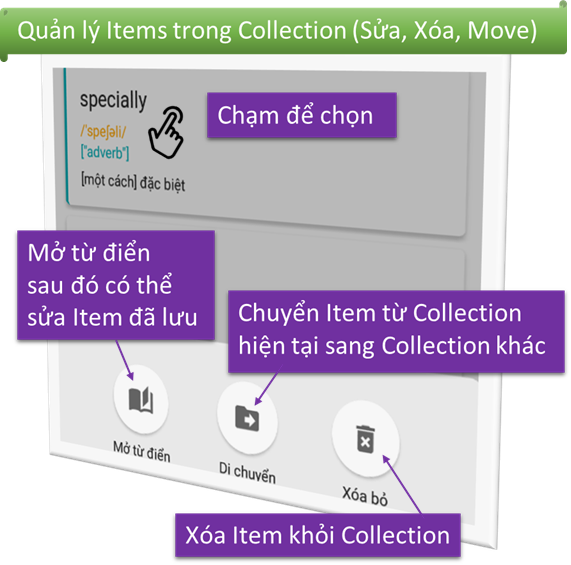 Quản lý Items trong Collection (Sửa, Xóa, Move)
specially
/ˈspeʃəli/
["adverb"]
[một cách] đặc biệt
Chạm để chọn
Mở từ điển
sau đó có thể
sửa Item đã lưu
Chuyển Item từ Collection
hiện tại sang Collection khác
Mở từ điển
Di chuyển
Xóa bỏ
Xóa Item khỏi Collection